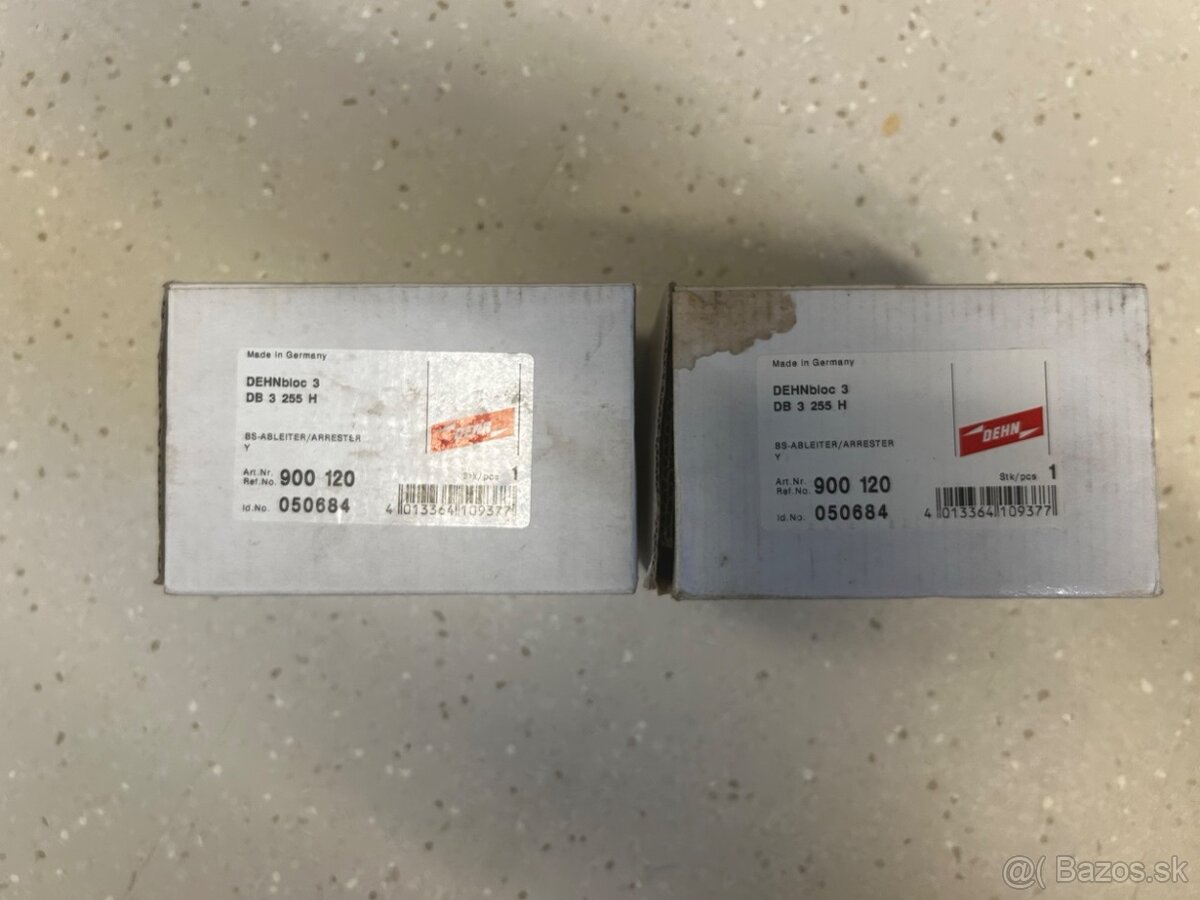 Made in Germany
DEHNbloc 3
DB 3 255 H
BS-ABLEITER/ARRESTER
Y
Art.Nr.
Ref.No. 900 120
Id.No. 050684
DEHN
Stk/pcs 1
4 013364 109377
Made in Germany
DEHNbloc 3
DB 3 255 H
BS-ABLEITER/ARRESTER
Y
Art.Nr.
Ref.No. 900 120
Id.No. 050684
DEHN
Stk/pcs 1
4 013364 109377
@( Bazos.sk